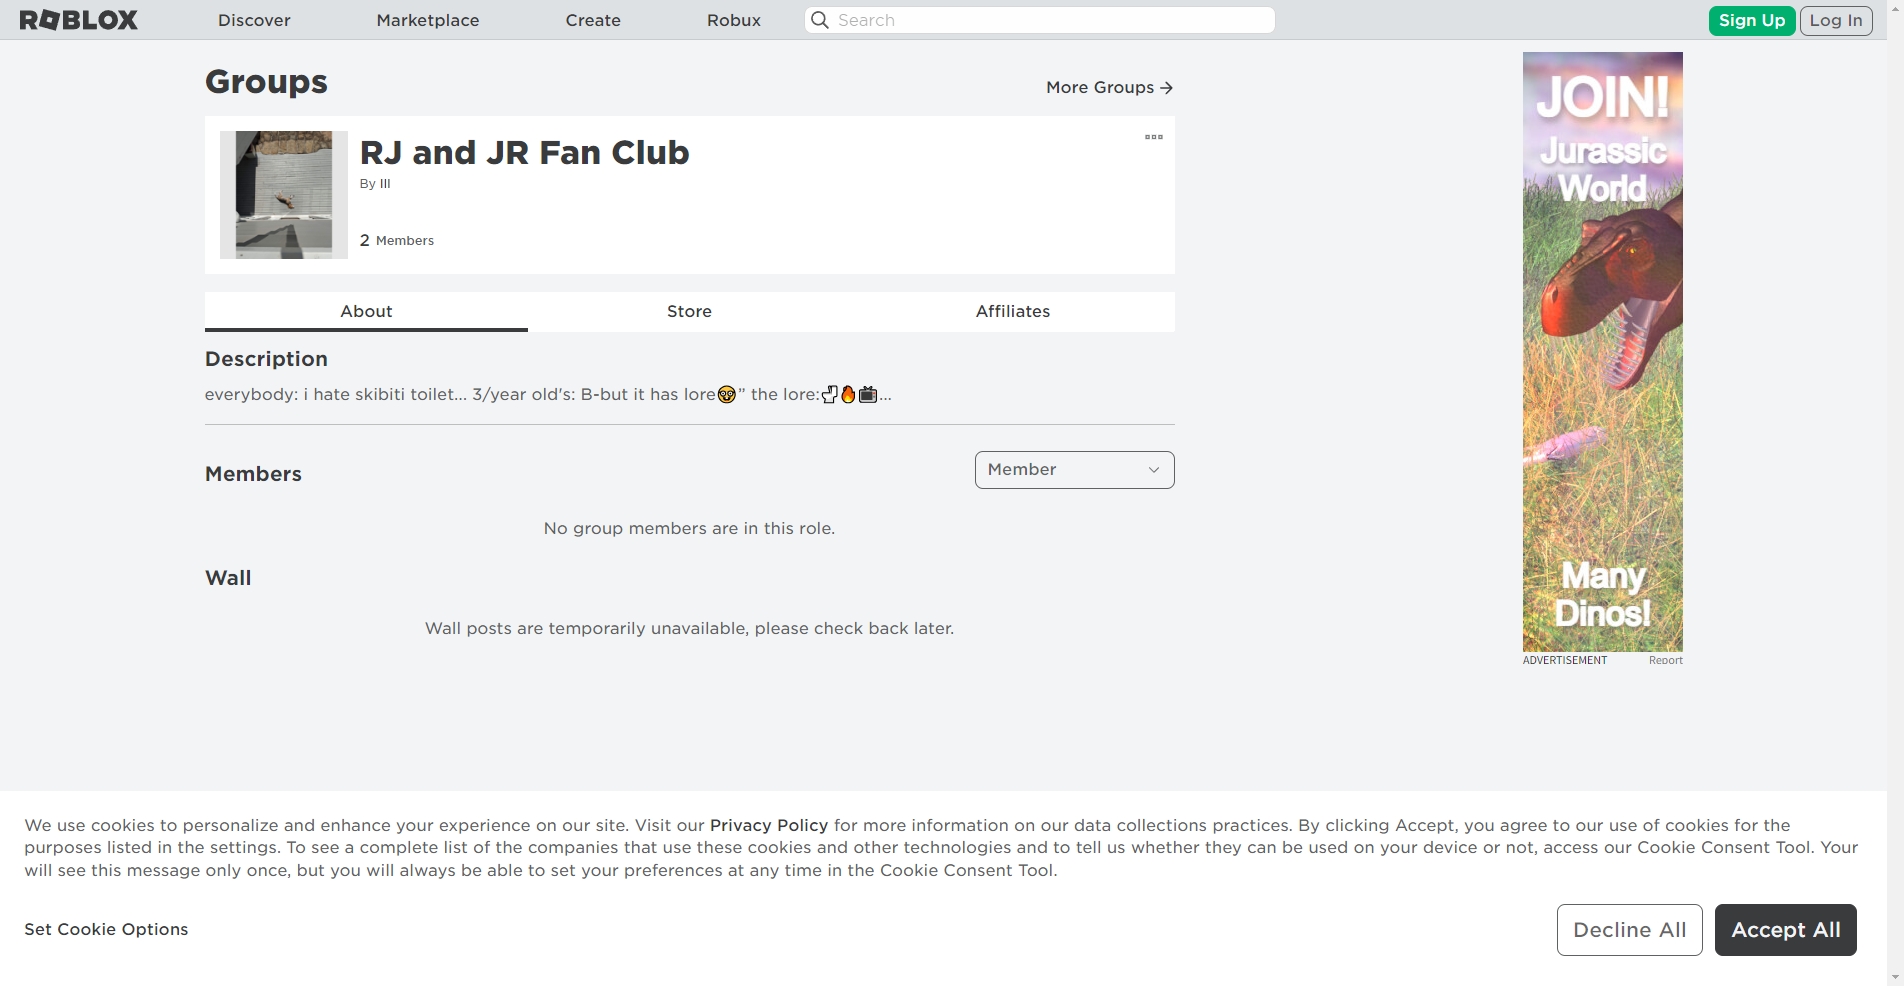 ROBLOX
Discover
Marketplace
Create
Robux
Search
Sign Up
Log In
Groups
More Groups →
RJ and JR Fan Club
By lll
2 Members
About
Store
Affiliates
Description
everybody: i hate skibiti toilet... 3/year old's: B-but it has lore🤓” the lore:🚽🔥📺...
Members
Member
No group members are in this role.
Wall
Wall posts are temporarily unavailable, please check back later.
JOIN!
Jurassic
World
Many
Dinos!
ADVERTISEMENT
Report
We use cookies to personalize and enhance your experience on our site. Visit our Privacy Policy for more information on our data collections practices. By clicking Accept, you agree to our use of cookies for the
purposes listed in the settings. To see a complete list of the companies that use these cookies and other technologies and to tell us whether they can be used on your device or not, access our Cookie Consent Tool. Your
will see this message only once, but you will always be able to set your preferences at any time in the Cookie Consent Tool.
Set Cookie Options
Decline All
Accept All